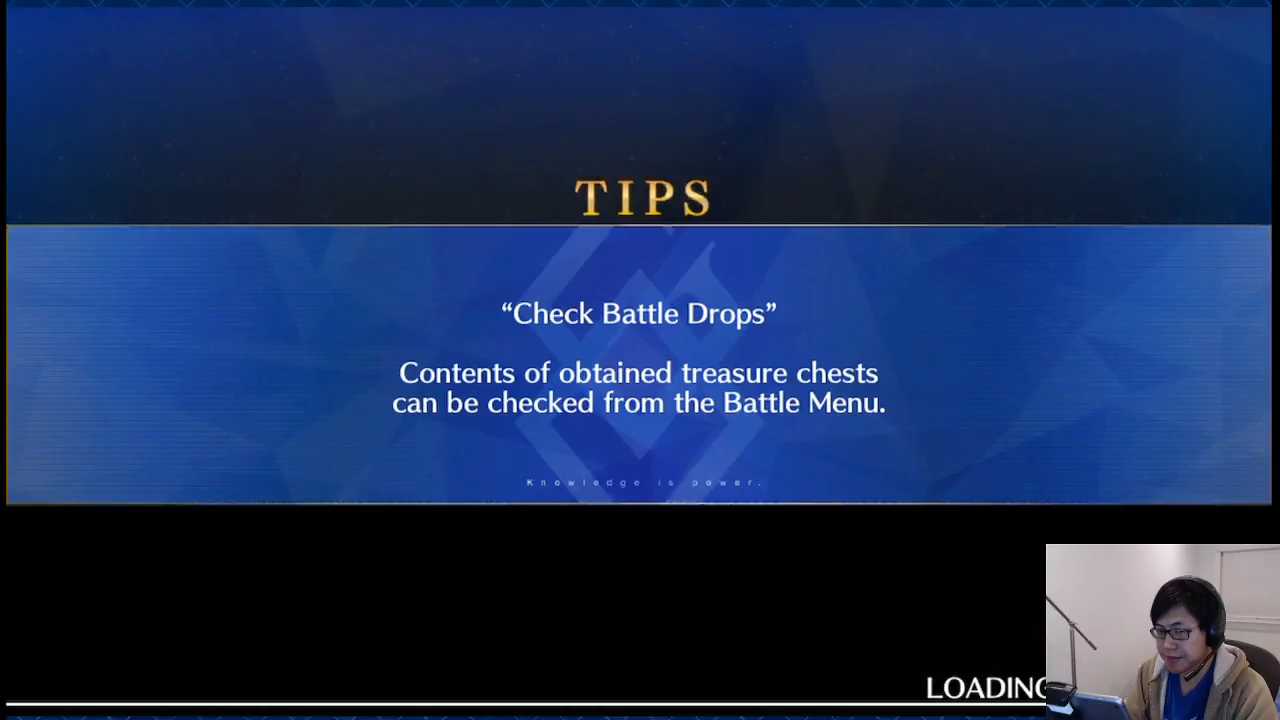 TIPS
“Check Battle Drops”
Contents of obtained treasure chests
can be checked from the Battle Menu.
Knowledge is power.
LOADING